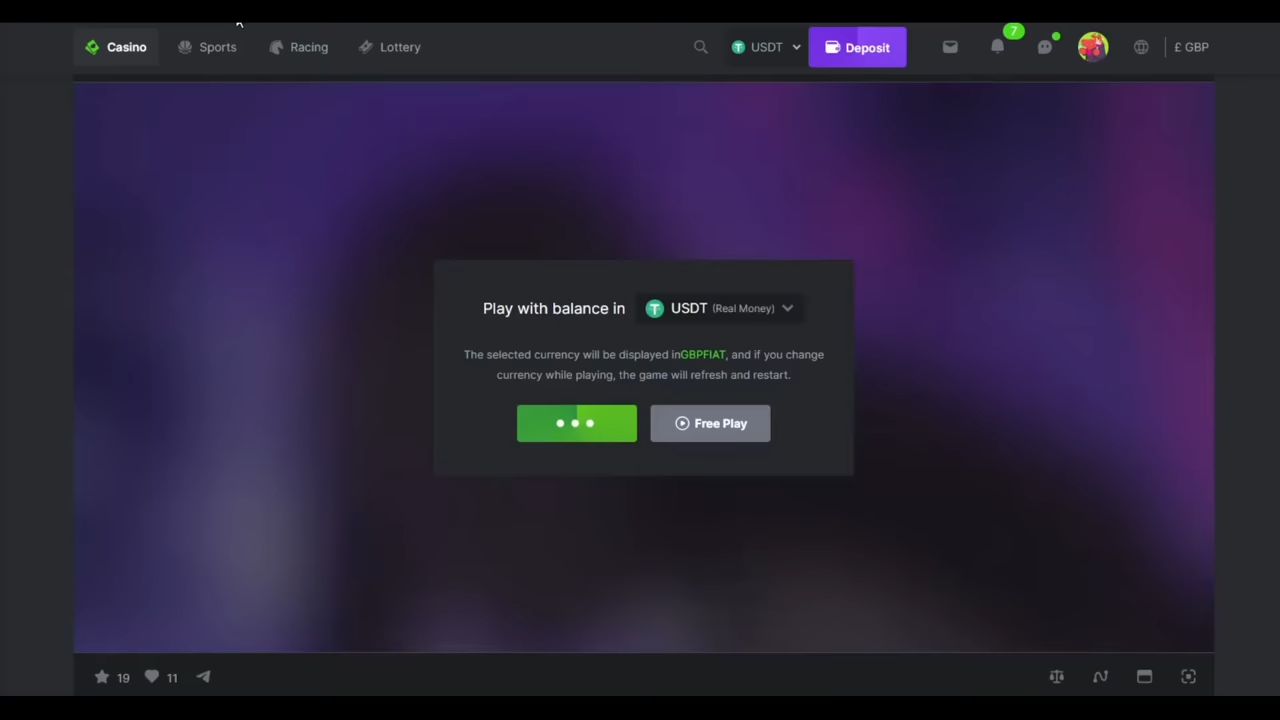 Casino
Sports
Racing
Lottery
USDT
Deposit
7
£ GBP
Play with balance in
USDT (Real Money)
The selected currency will be displayed inGBPFIAT, and if you change
currency while playing, the game will refresh and restart.
Free Play
19
11